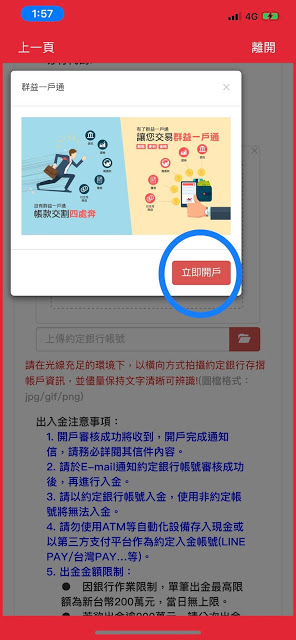 1:57
4G
上一頁
離開
群益一戶通
×
沒有群益一戶通
帳款交割四處奔
有了群益一戶通
讓您交易群益一戶通
立即開戶
×
上傳約定銀行帳號
請在光線充足的環境下，以橫向方式拍攝約定銀行存摺
帳戶資訊，並儘量保持文字清晰可辨識!(圖檔格式：
jpg/gif/png)
出入金注意事項：
1. 開戶審核成功將收到，開戶完成通知
信，請務必詳閱其信件內容。
2. 請於E-mail通知約定銀行帳號審核成功
後，再進行入金。
3. 請以約定銀行帳號入金，使用非約定帳
號將無法入金。
4. 請勿使用ATM等自動化設備存入現金或
以第三方支付平台作為約定入金帳號(LINE
PAY/台灣PAY...等)。
5. 出金金額限制：
● 因銀行作業限制，單筆出金最高限
額為新台幣200萬元，當日無上限。